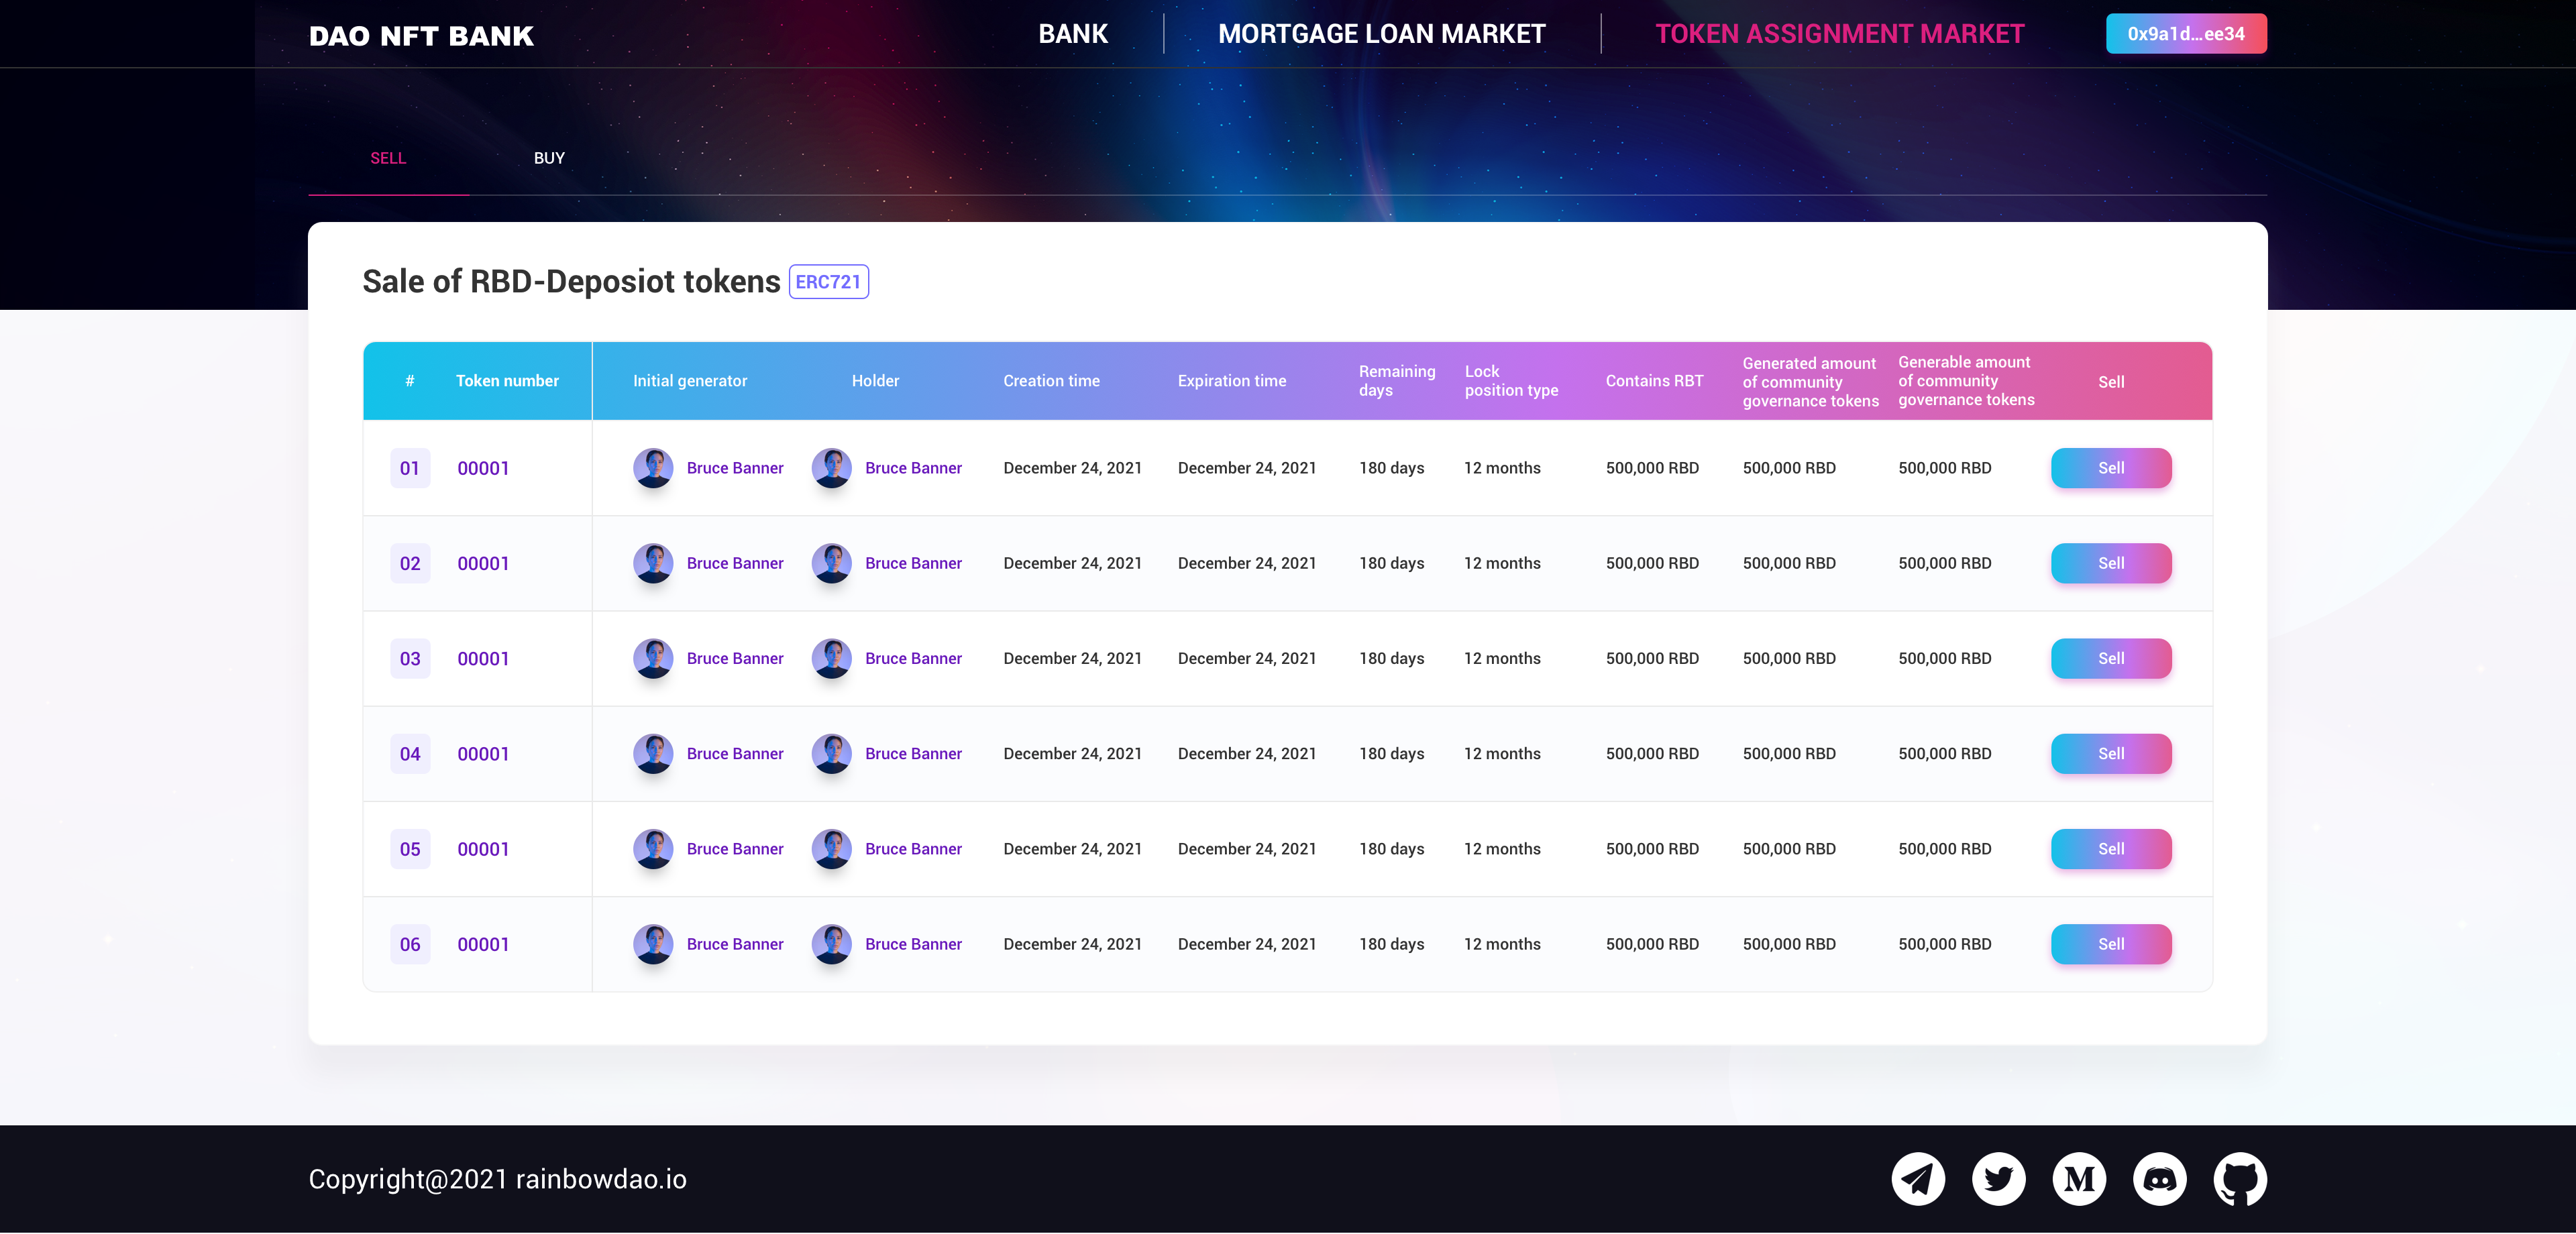 DAO NFT BANK
BANK
MORTGAGE LOAN MARKET
TOKEN ASSIGNMENT MARKET
0x9a1d...ee34
SELL
BUY
Sale of RBD-Deposiot tokens
ERC721
#
Token number
Initial generator
Holder
Creation time
Expiration time
Remaining
days
Lock
position type
Contains RBT
Generated amount
of community
governance tokens
Generable amount
of community
governance tokens
Sell
01 00001 Bruce Banner Bruce Banner December 24, 2021 December 24, 2021 180 days 12 months 500,000 RBD 500,000 RBD 500,000 RBD Sell
02 00001 Bruce Banner Bruce Banner December 24, 2021 December 24, 2021 180 days 12 months 500,000 RBD 500,000 RBD 500,000 RBD Sell
03 00001 Bruce Banner Bruce Banner December 24, 2021 December 24, 2021 180 days 12 months 500,000 RBD 500,000 RBD 500,000 RBD Sell
04 00001 Bruce Banner Bruce Banner December 24, 2021 December 24, 2021 180 days 12 months 500,000 RBD 500,000 RBD 500,000 RBD Sell
05 00001 Bruce Banner Bruce Banner December 24, 2021 December 24, 2021 180 days 12 months 500,000 RBD 500,000 RBD 500,000 RBD Sell
06 00001 Bruce Banner Bruce Banner December 24, 2021 December 24, 2021 180 days 12 months 500,000 RBD 500,000 RBD 500,000 RBD Sell
Copyright@2021 rainbowdao.io
M